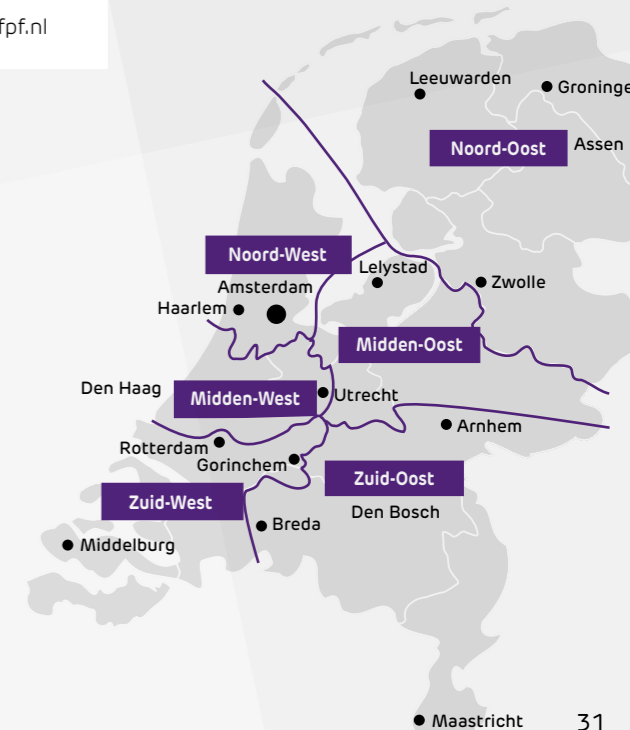 fpf.nl
Leeuwarden
Groninge
Noord-Oost
Assen
Noord-West
Lelystad
Zwolle
Amsterdam
Haarlem
Midden-Oost
Den Haag
Midden-West
Utrecht
Arnhem
Rotterdam
Gorinchem
Zuid-Oost
Zuid-West
Den Bosch
Breda
Middelburg
Maastricht
31